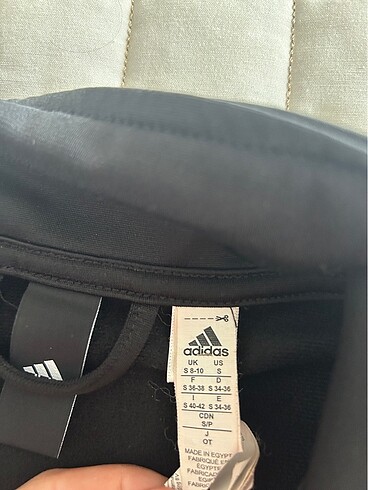 adidas
UK US
S 8-10 S
F D
S 36-38 S 34-36
I E
S 40-42 S 34-36
CDN
S/P
J
OT
MADE IN EGYPT
FABRIQUÉ EN
ÉGYPTE